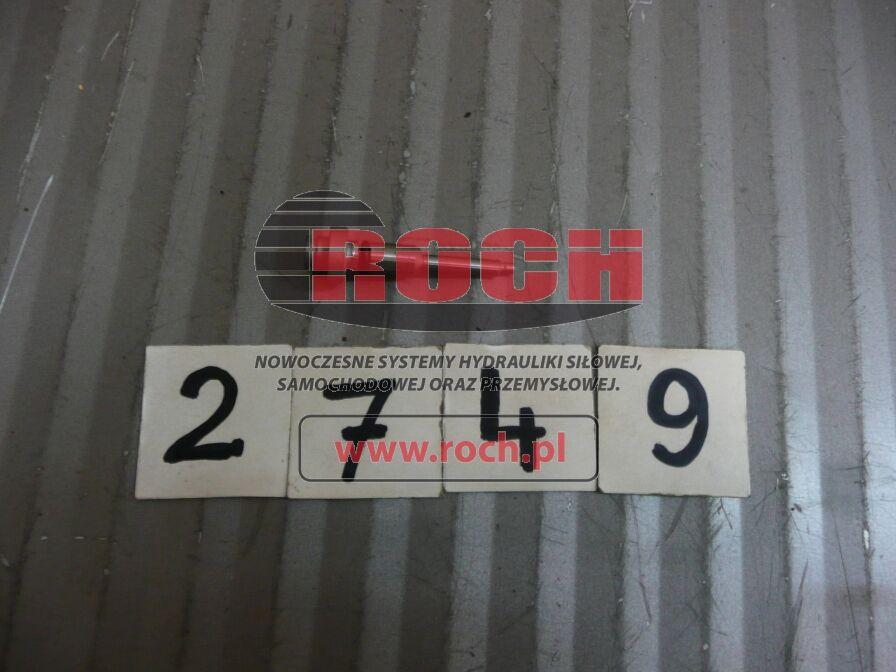 ROCH
NOWOCZESNE SYSTEMY HYDRAULIKI SIŁOWEJ,
SAMOCHODOWEJ ORAZ PRZEMYSŁOWEJ.
2 7 4 9
www.roch.pl